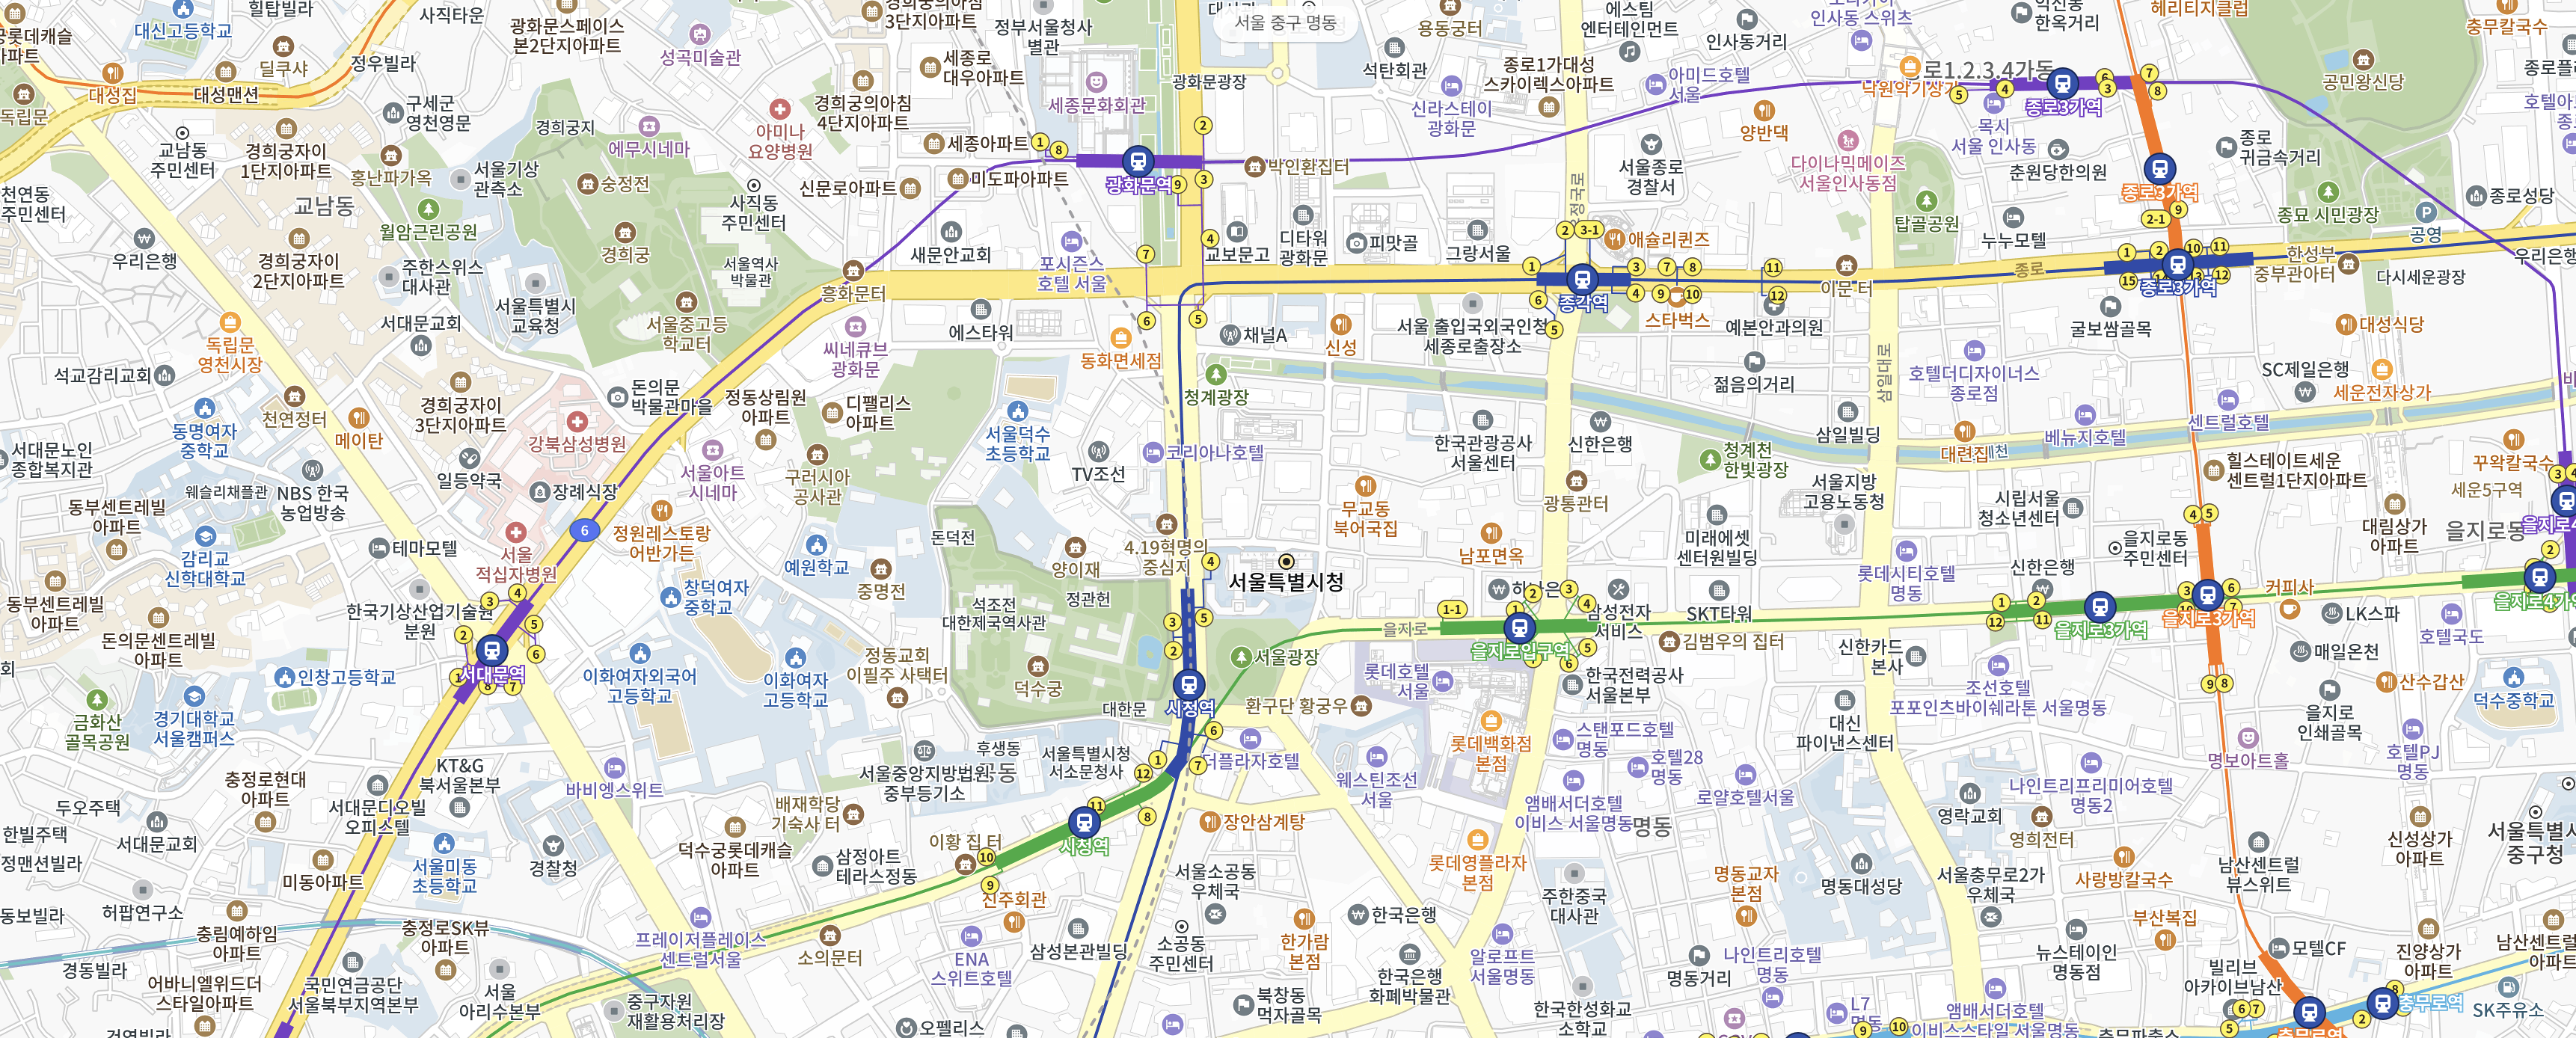 힐탑빌라
대신고등학교
사직타운
광화문스페이스
본2단지아파트
성곡미술관
3단지아파트
정부서울청사
별관
서울 중구 명동
용동궁터
에스팀
엔터테인먼트
인사동 스위츠
인사동거리
한옥거리
헤리티지클럽
충무칼국수
딜쿠샤
정우빌라
대성집
대성맨션
독립문
구세군
영천영문
세종로
대우아파트
경희궁의아침
4단지아파트
세종문화회관
광화문광장
석탄회관
신라스테이
광화문
종로1가대성
스카이렉스아파트
아미드호텔
서울
양반댁
종로1.2.3.4가동
낙원악기상가
종로3가역
목시
서울 인사동
공민왕신당
교남동
주민센터
경희궁자이
1단지아파트
홍난파가옥
경희궁지
에무시네마
아미나
요양병원
세종아파트
미도파아파트
신문로아파트
광화문역
박인환집터
서울종로
경찰서
다이나믹메이즈
서울인사동점
춘원당한의원
종로
귀금속거리
종로3가역
종묘 시민광장
종로성당
공영
천연동
주민센터
교남동
서울기상
관측소
숭정전
사직동
주민센터
월암근린공원
우리은행
경희궁자이
2단지아파트
주한스위스
대사관
경희궁
서울역사
박물관
새문안교회
포시즌스
호텔 서울
교보문고
디타워
광화문
피맛골
그랑서울
애슐리퀸즈
탑골공원
누누모텔
한성부
중부관아터
다시세운광장
우리은행
서울특별시
교육청
서울중고등
학교터
흥화문터
에스타워
종각역
이문 터
종로
종로3가역
스타벅스
예본안과의원
굴보쌈골목
대성식당
독립문
영천시장
서대문교회
씨네큐브
광화문
동화면세점
채널A
신성
서울 출입국외국인청
세종로출장소
석교감리교회
돈의문
박물관마을
정동상림원
아파트
디팰리스
아파트
청계광장
젊음의거리
삼일대로
호텔더디자이너스
종로점
SC제일은행
세운전자상가
천연정터
경희궁자이
3단지아파트
강북삼성병원
동명여자
중학교
메이탄
서울덕수
초등학교
TV조선
코리아나호텔
한국관광공사
서울센터
신한은행
청계천
한빛광장
삼일빌딩
대련집
베뉴지호텔
센트럴호텔
서대문노인
종합복지관
일등약국
서울아트
시네마
구러시아
공사관
꾸왁칼국수
힐스테이트세운
센트럴1단지아파트
세운5구역
웨슬리채플관
NBS 한국
농업방송
장례식장
무교동
북어국집
광통관터
서울지방
고용노동청
시립서울
청소년센터
대림상가
아파트
을지로동
동부센트레빌
아파트
감리교
신학대학교
테마모텔
6
정원레스토랑
어반가든
돈덕전
양이재
4.19혁명의
중심지
서울특별시청
남포면옥
미래에셋
센터원빌딩
을지로동
주민센터
서울
적십자병원
예원학교
중명전
정관헌
석조전
대한제국역사관
롯데시티호텔
명동
신한은행
커피사
을지로4가역
동부센트레빌
아파트
한국기상산업기술원
분원
창덕여자
중학교
삼성전자
서비스
SKT타워
을지로3가역
을지로3가역
LK스파
호텔국도
돈의문센트레빌
아파트
서대문역
정동교회
이필주 사택터
덕수궁
서울광장
을지로
을지로입구역
김범우의 집터
신한카드
본사
매일온천
인창고등학교
이화여자외국어
고등학교
이화여자
고등학교
대한문
시청역
환구단 황궁우
롯데호텔
서울
한국전력공사
서울본부
조선호텔
포포인츠바이쉐라톤 서울명동
산수갑산
덕수중학교
금화산
골목공원
경기대학교
서울캠퍼스
을지로
인쇄골목
KT&G
북서울본부
바비엥스위트
서울중앙지방법원
중부등기소
후생동
서울특별시청
서소문청사
더플라자호텔
웨스틴조선
서울
롯데백화점
본점
스탠포드호텔
명동
호텔28
명동
대신
파이낸스센터
명보아트홀
호텔PJ
명동
충정로현대
아파트
두오주택
서대문디오빌
오피스텔
배재학당
기숙사 터
앰배서더호텔
이비스 서울명동
로얄호텔서울
나인트리프리미어호텔
명동2
영락교회
명동
한빌주택
서대문교회
경찰청
서울미동
초등학교
덕수궁롯데캐슬
아파트
이황 집 터
시청역
장안삼계탕
영희전터
신성상가
아파트
중구청
정맨션빌라
미동아파트
삼정아트
테라스정동
서울소공동
우체국
롯데영플라자
본점
주한중국
대사관
명동교자
본점
명동대성당
서울충무로2가
우체국
사랑방칼국수
남산센트럴
뷰스위트
동보빌라
허팝연구소
진주회관
충림예하임
아파트
충정로SK뷰
아파트
프레이저플레이스
센트럴서울
소의문터
ENA
스위트호텔
삼성본관빌딩
소공동
주민센터
한가람
본점
한국은행
부산복집
경동빌라
한국은행
화폐박물관
알로프트
서울명동
명동거리
나인트리호텔
명동
뉴스테이인
명동점
모텔CF
진양상가
아파트
어바니엘위드더
스타일아파트
국민연금공단
서울북부지역본부
서울
아리수본부
중구자원
재활용처리장
오펠리스
북창동
먹자골목
한국한성화교
소학교
L7
명동
앰배서더호텔
이비스스타일 서울명동
빌리브
아카이브남산
충무로역
충무로역
SK주유소